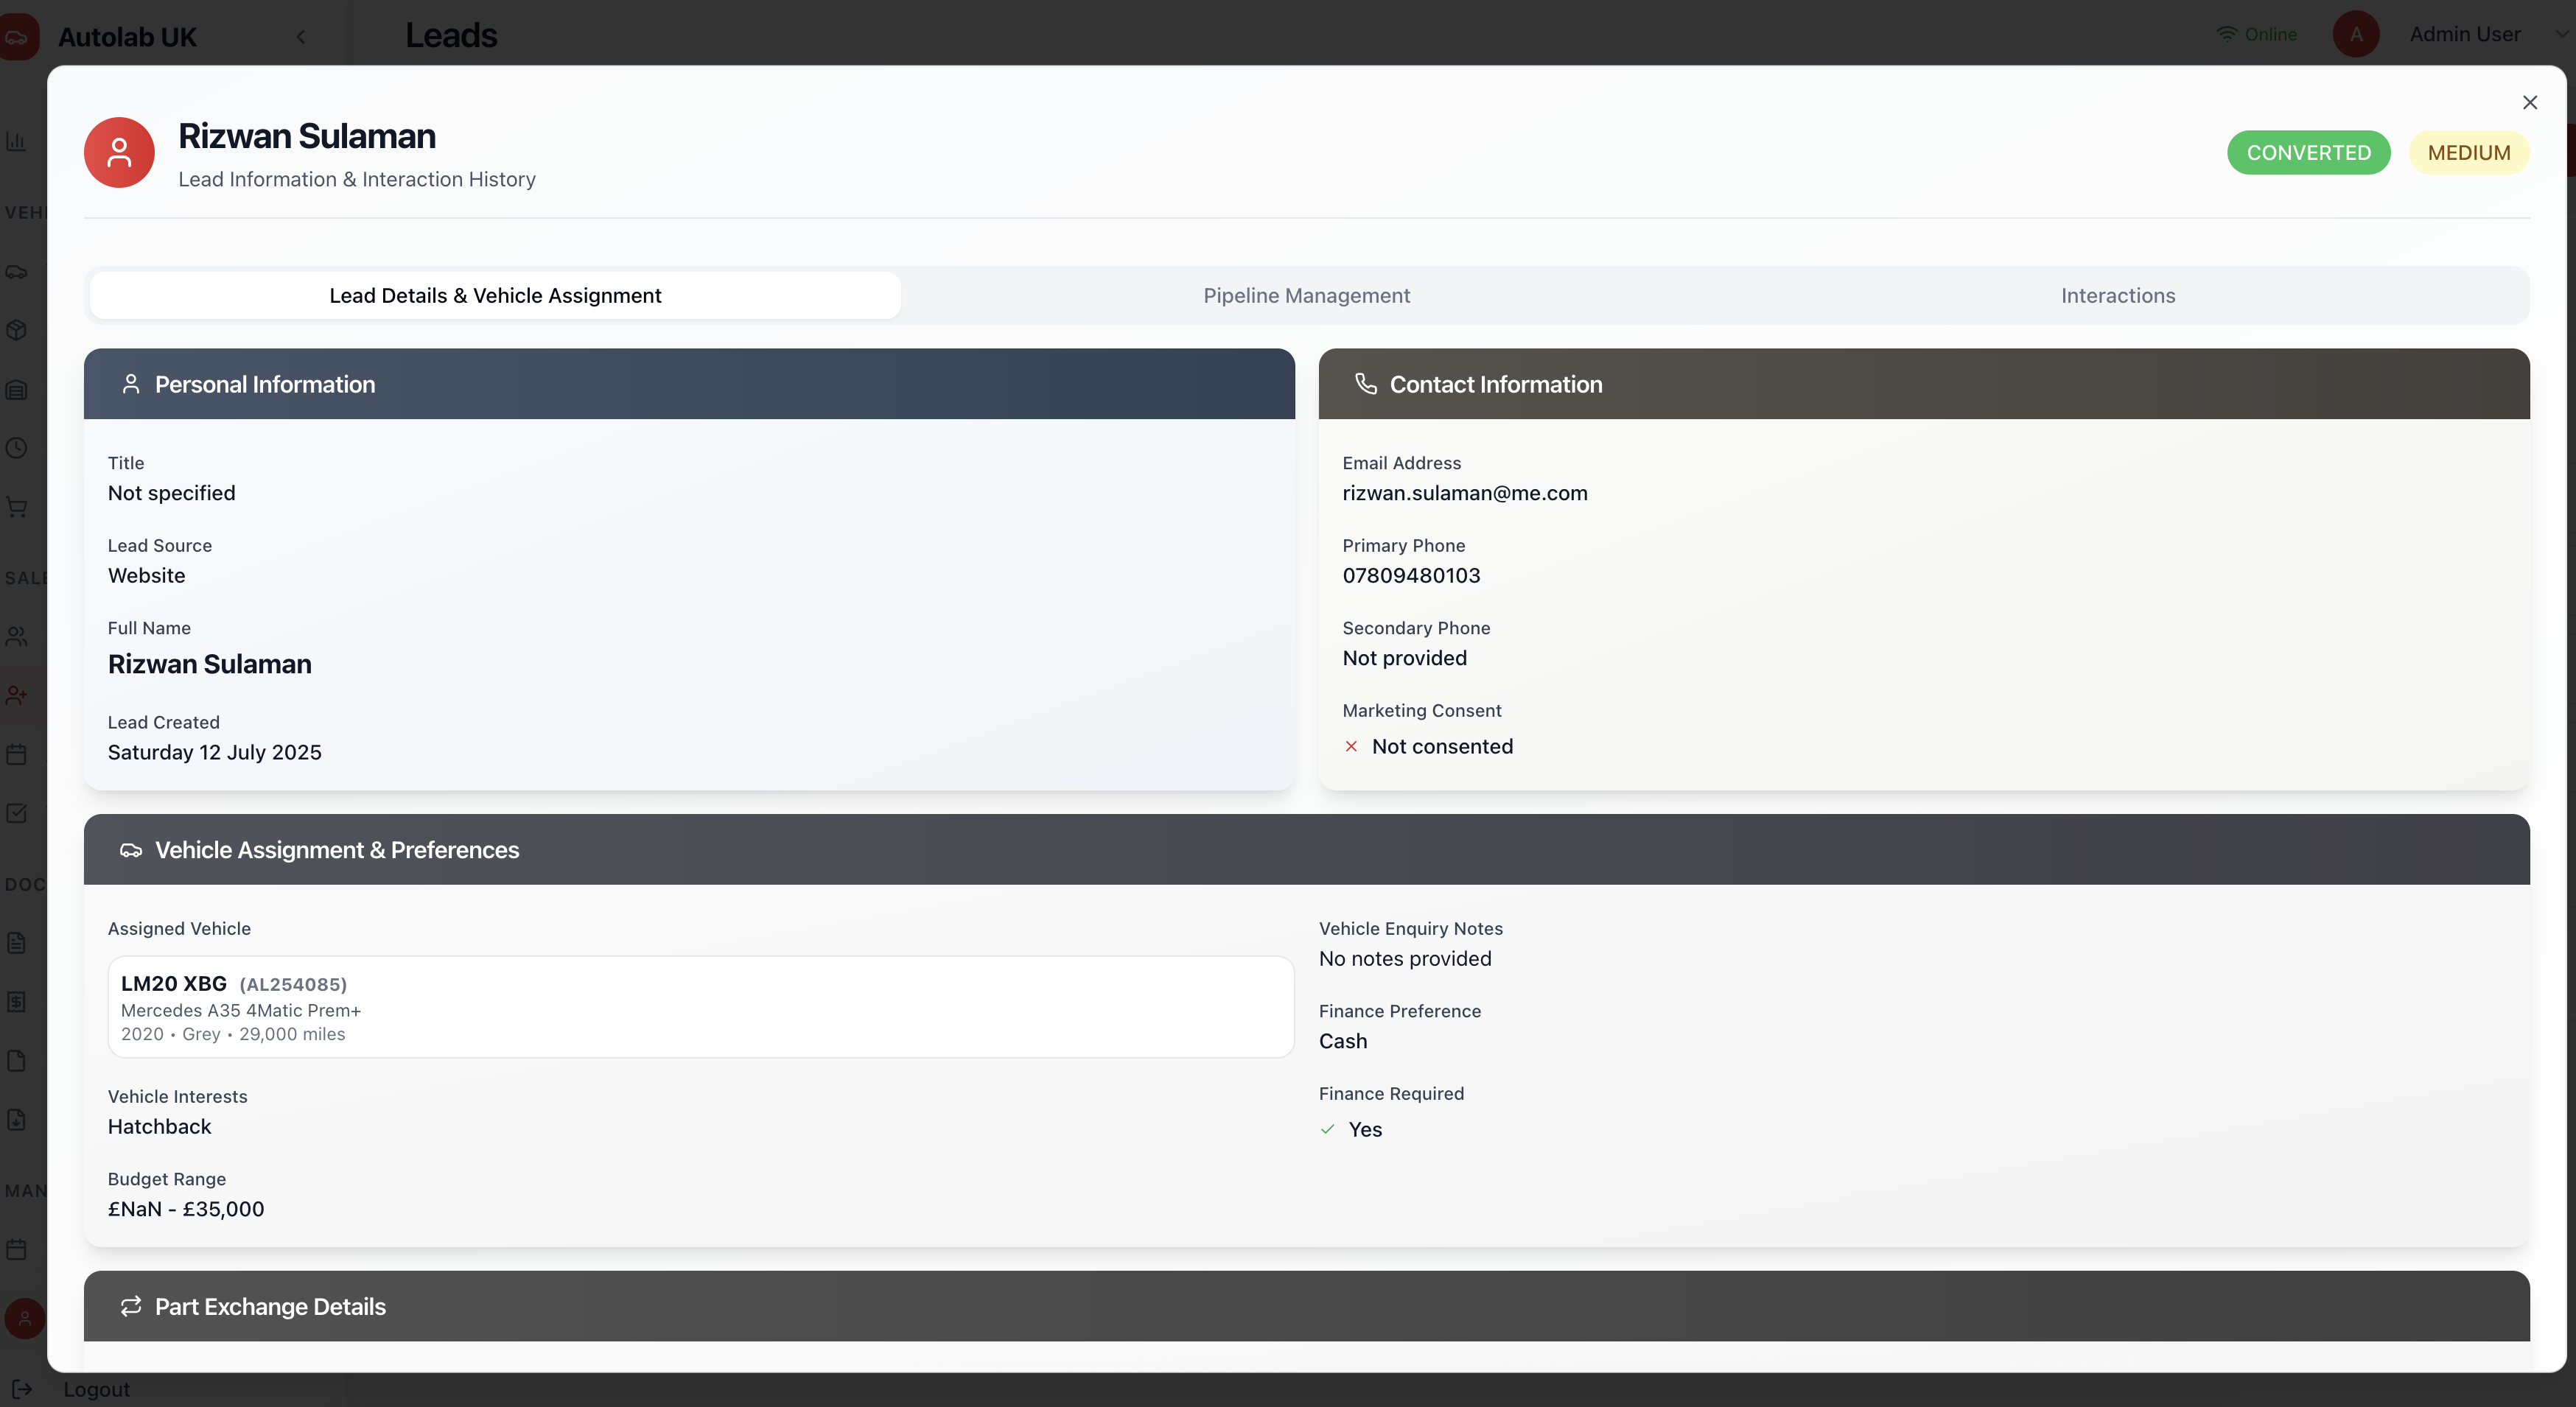 Autolab UK
Leads
Online
A
Admin User
Rizwan Sulaman
Lead Information & Interaction History
CONVERTED
MEDIUM
VEHI
Lead Details & Vehicle Assignment
Pipeline Management
Interactions
Personal Information
Title
Not specified
Lead Source
Website
Full Name
Rizwan Sulaman
Lead Created
Saturday 12 July 2025
Contact Information
Email Address
rizwan.sulaman@me.com
Primary Phone
07809480103
Secondary Phone
Not provided
Marketing Consent
Not consented
SALE
Vehicle Assignment & Preferences
DOC
Assigned Vehicle
LM20 XBG (AL254085)
Mercedes A35 4Matic Prem+
2020 • Grey • 29,000 miles
Vehicle Interests
Hatchback
Budget Range
£NaN - £35,000
Vehicle Enquiry Notes
No notes provided
Finance Preference
Cash
Finance Required
Yes
MAN
Part Exchange Details
Logout